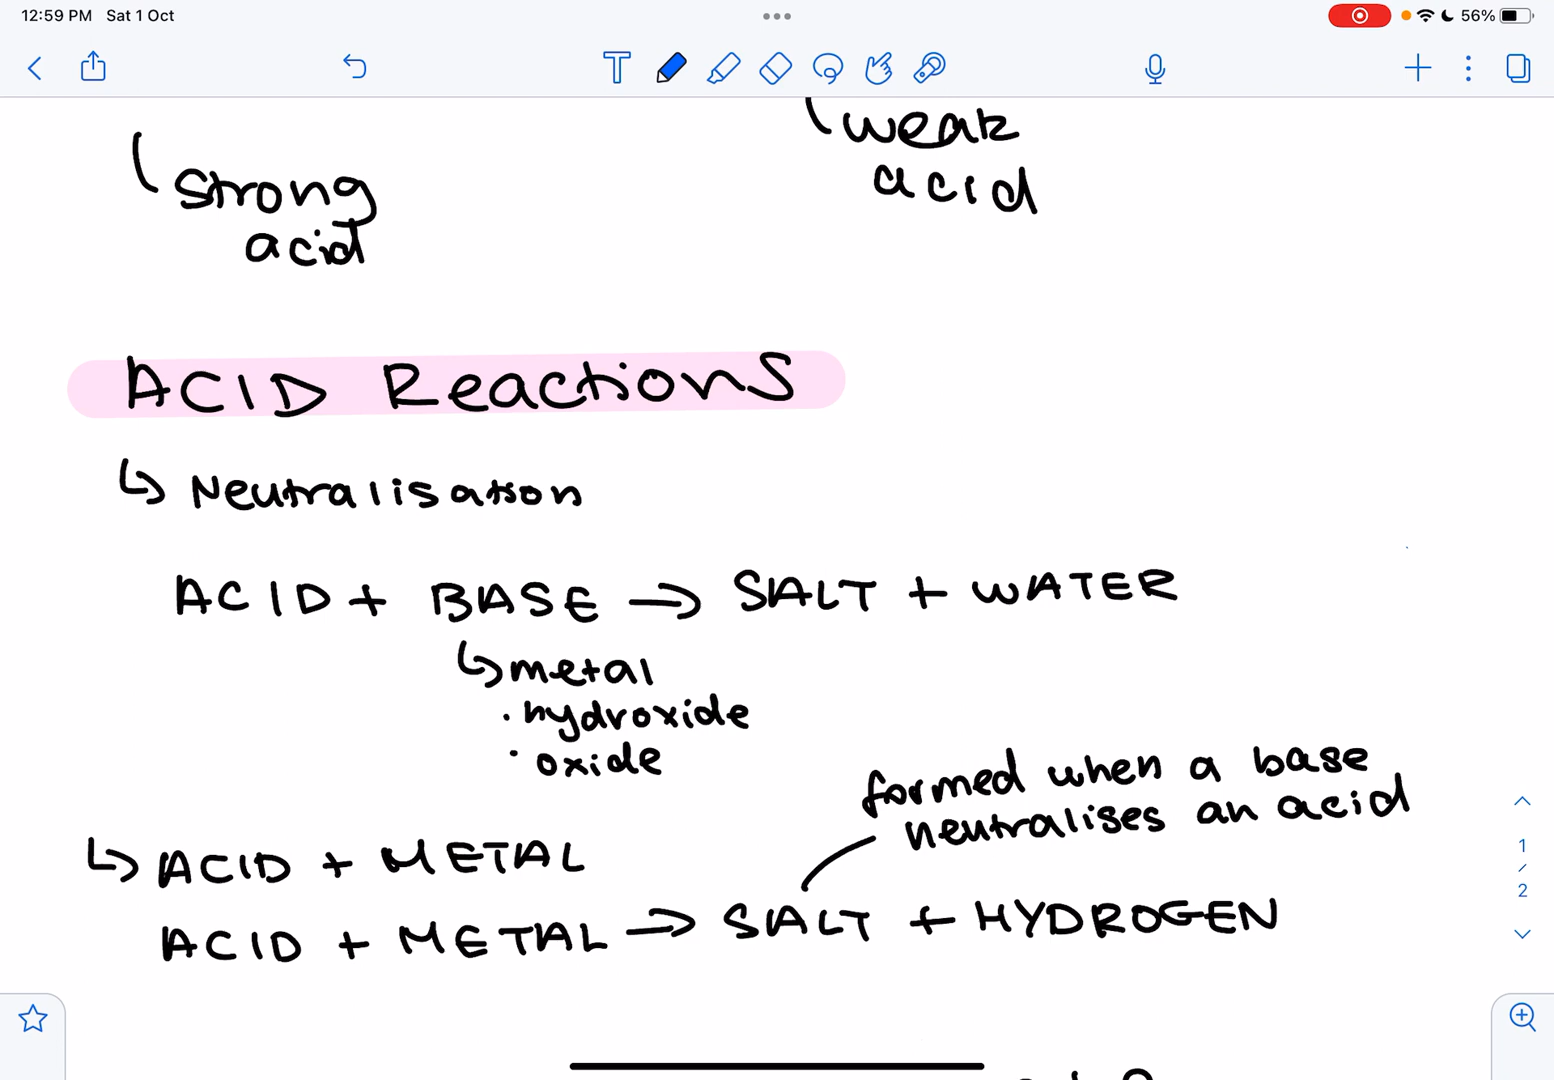 12:59 PM Sat 1 Oct
56%
T
weak
acid
strong
acid
ACID Reactions
↳ Neutralisation
ACID + BASE → SALT + WATER
↳ metal
· hydroxide
· oxide
formed when a base
neutralises an acid
↳ ACID + METAL
ACID + METAL → SALT + HYDROGEN
1
/
2